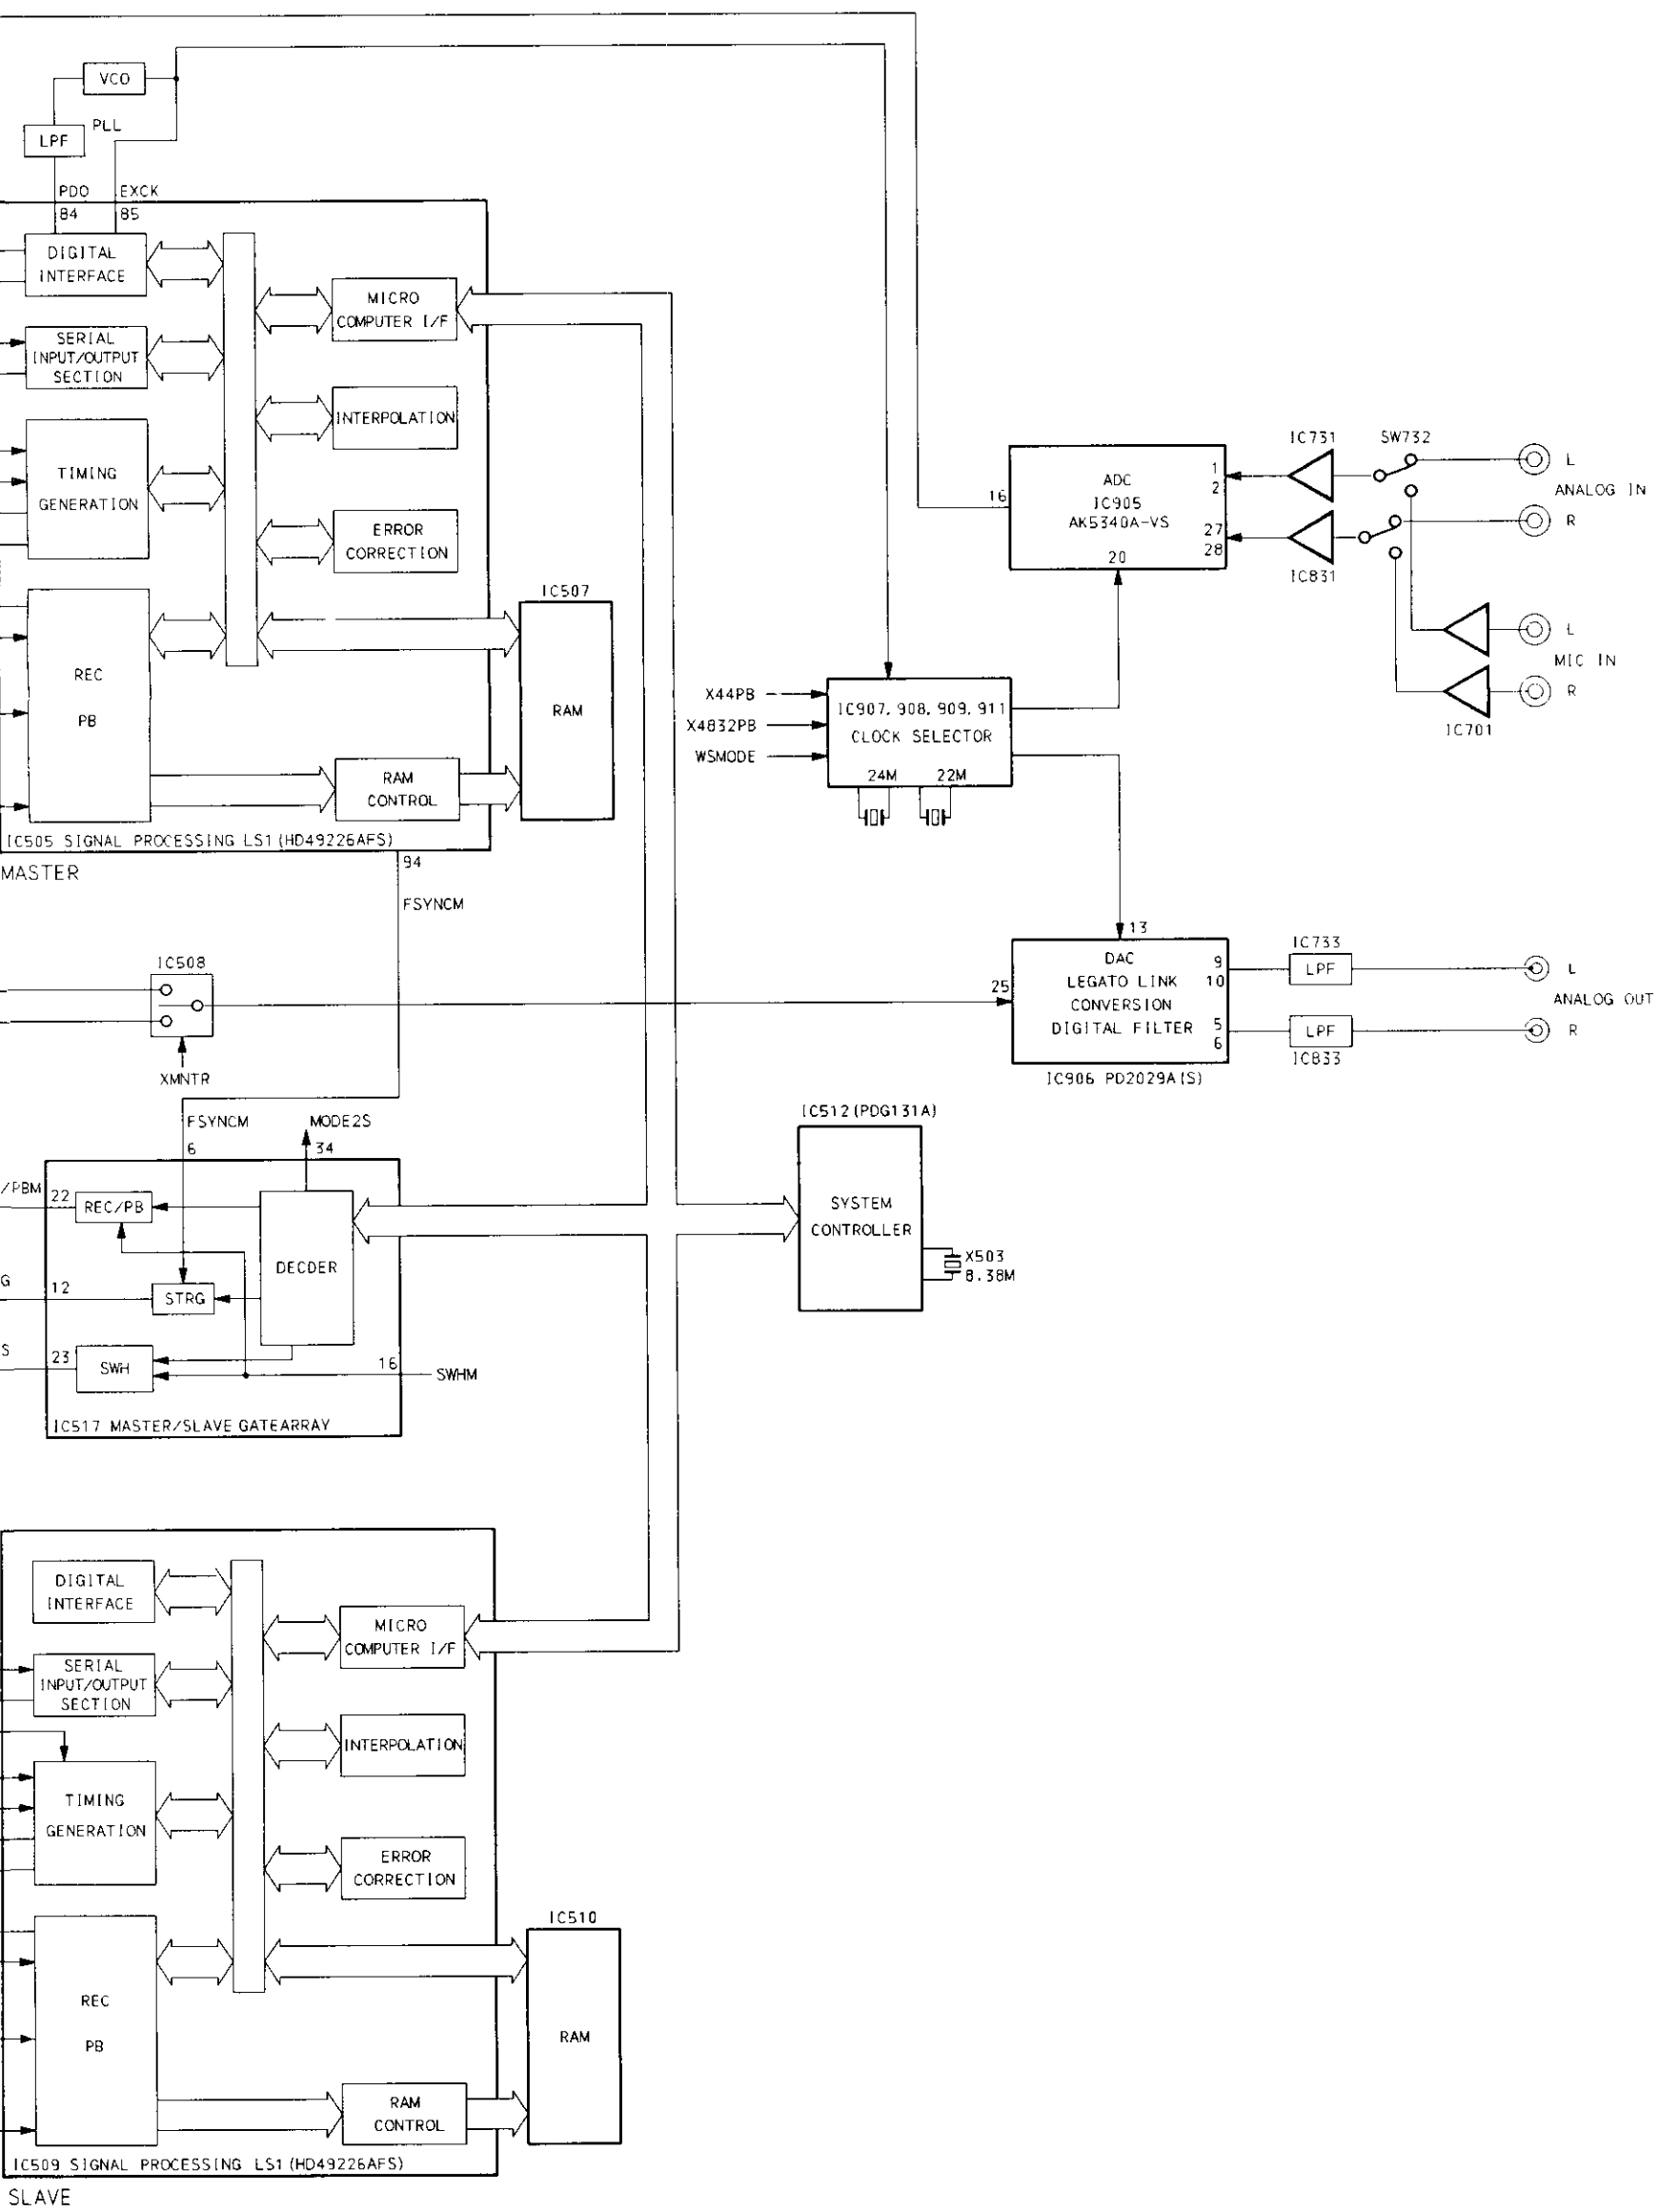 VCO
LPF
PLL
PDO
EXCK
84
85
DIGITAL
INTERFACE
MICRO
COMPUTER I/F
SERIAL
INPUT/OUTPUT
SECTION
INTERPOLATION
TIMING
GENERATION
ERROR
CORRECTION
REC
PB
RAM
CONTROL
IC507
RAM
IC505 SIGNAL PROCESSING LS1(HD49226AFS)
MASTER
94
FSYNCM
16
ADC
IC905
AK5340A-VS
20
1
2
27
28
IC731
SW732
L
ANALOG IN
R
IC831
L
MIC IN
R
IC701
X44PB
X4832PB
WSMODE
IC907, 908, 909, 911
CLOCK SELECTOR
24M
22M
IC508
XMNTR
25
13
DAC
LEGATO LINK
CONVERSION
DIGITAL FILTER
9
10
5
6
IC906 PD2029A(S)
IC733
LPF
LPF
IC833
L
ANALOG OUT
R
FSYNCM
6
MODE2S
34
/PBM
22
REC/PB
DECDER
G
12
STRG
S
23
SWH
16
SWHM
IC517 MASTER/SLAVE GATEARRAY
IC512(PDG131A)
SYSTEM
CONTROLLER
X503
8.38M
DIGITAL
INTERFACE
MICRO
COMPUTER I/F
SERIAL
INPUT/OUTPUT
SECTION
INTERPOLATION
TIMING
GENERATION
ERROR
CORRECTION
REC
PB
RAM
CONTROL
IC510
RAM
IC509 SIGNAL PROCESSING LS1(HD49226AFS)
SLAVE